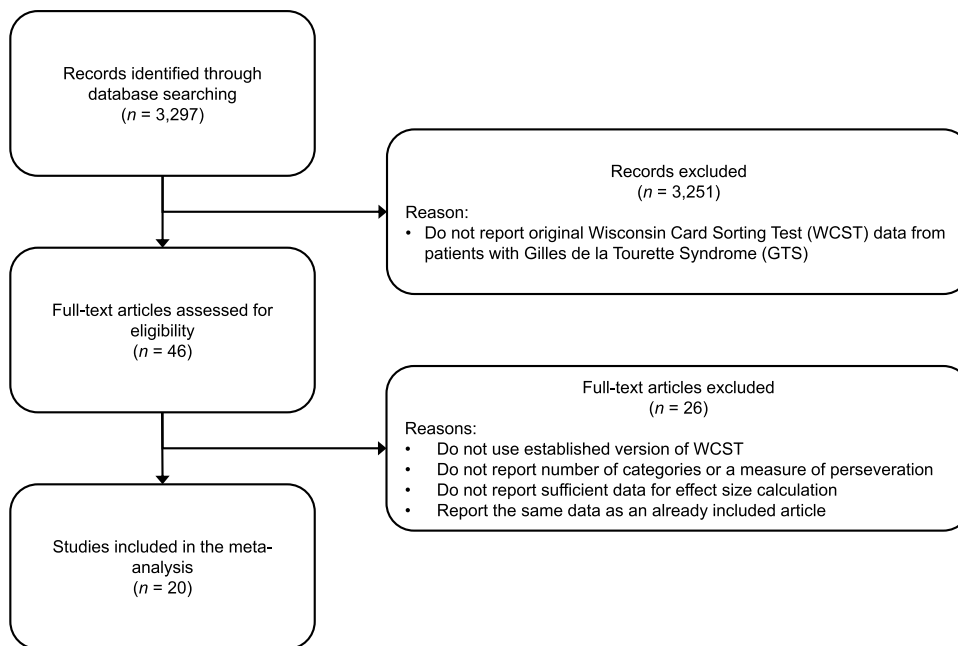 Records identified through
database searching
(n = 3,297)
Records excluded
(n = 3,251)
Reason:
• Do not report original Wisconsin Card Sorting Test (WCST) data from
patients with Gilles de la Tourette Syndrome (GTS)
Full-text articles assessed for
eligibility
(n = 46)
Full-text articles excluded
(n = 26)
Reasons:
• Do not use established version of WCST
• Do not report number of categories or a measure of perseveration
• Do not report sufficient data for effect size calculation
• Report the same data as an already included article
Studies included in the meta-
analysis
(n = 20)